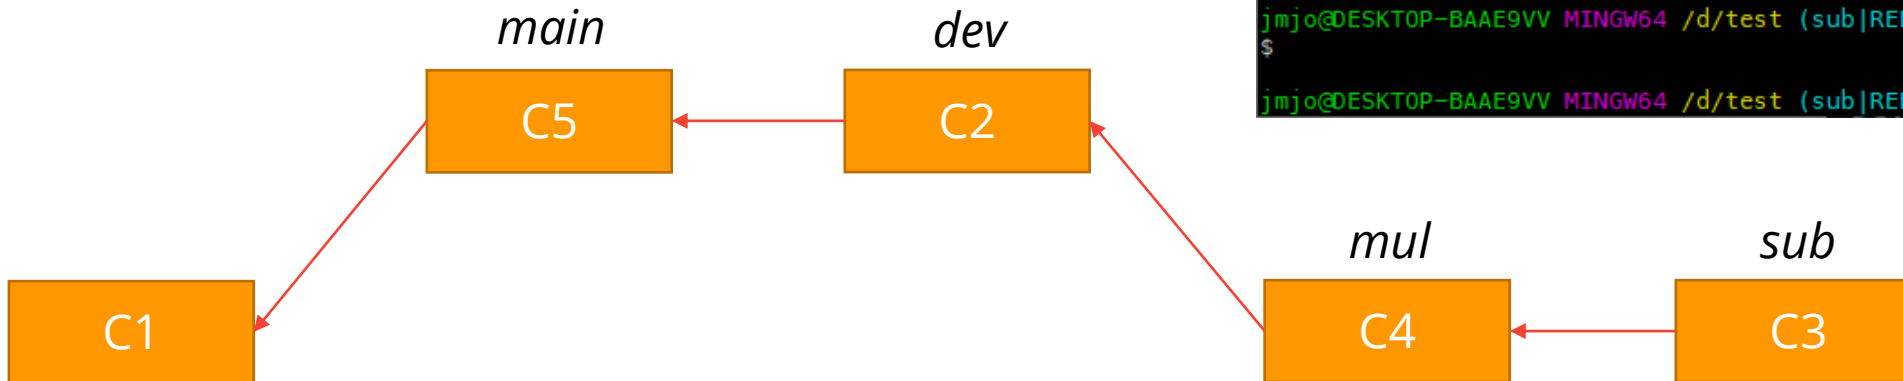 main
dev
jmjo@DESKTOP-BAAE9VV MINGW64 /d/test (sub|RE
$
jmjo@DESKTOP-BAAE9VV MINGW64 /d/test (sub|RE
C5
C2
mul
sub
C1
C4
C3